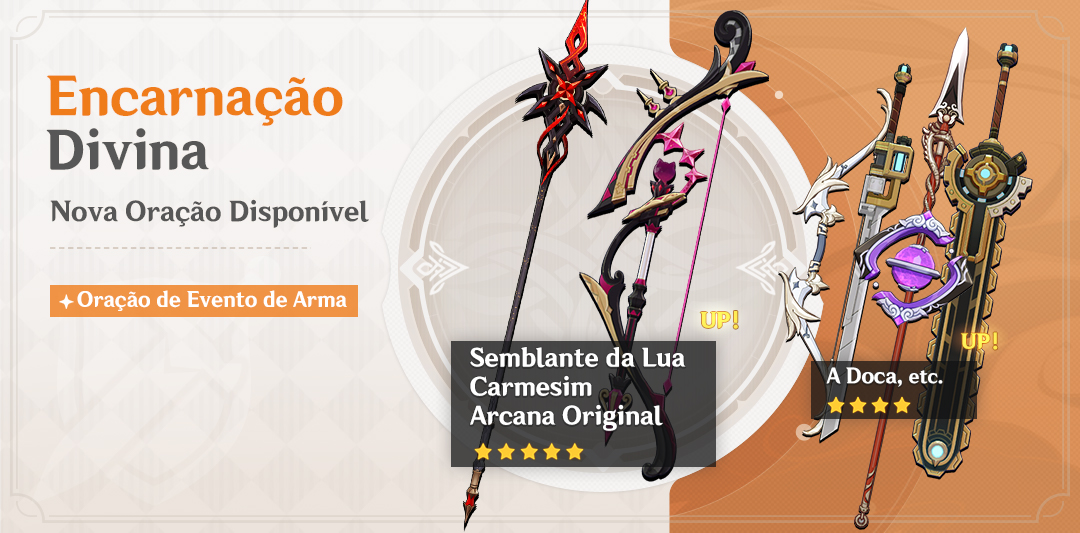 Encarnação
Divina
Nova Oração Disponível
Oração de Evento de Arma
UP!
Semblante da Lua
Carmesim
Arcana Original
UP!
A Doca, etc.